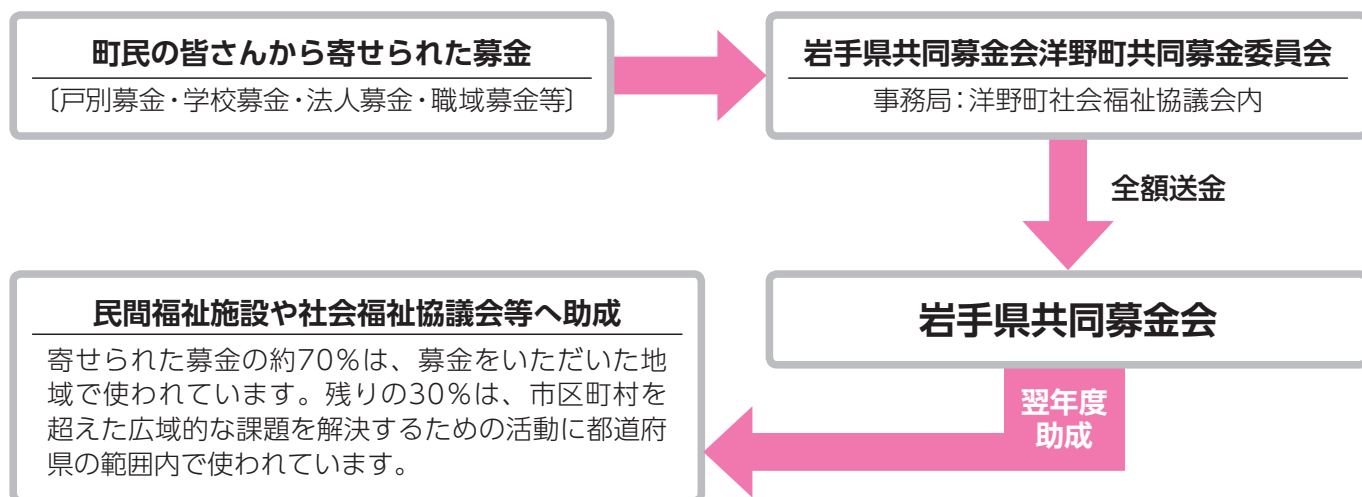 町民の皆さんから寄せられた募金
〔戸別募金・学校募金・法人募金・職域募金等〕
岩手県共同募金会洋野町共同募金委員会
事務局：洋野町社会福祉協議会内
全額送金
岩手県共同募金会
翌年度
助成
民間福祉施設や社会福祉協議会等へ助成
寄せられた募金の約70％は、募金をいただいた地
域で使われています。残りの30％は、市区町村を
超えた広域的な課題を解決するための活動に都道府
県の範囲内で使われています。